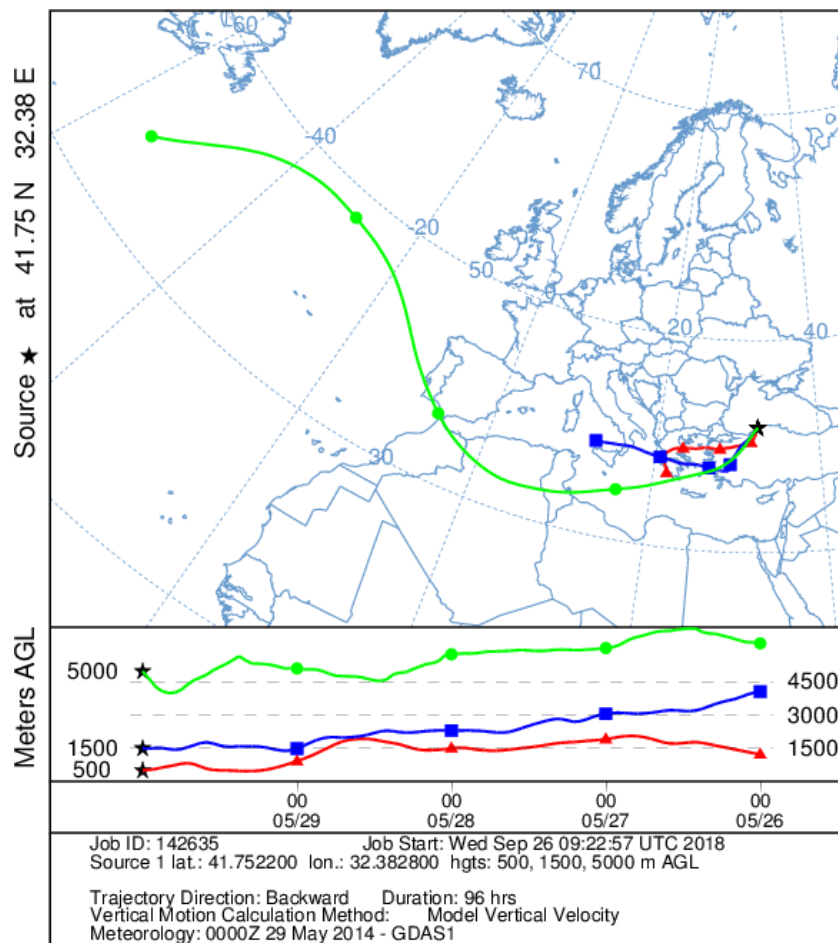 Source ★ at 41.75 N 32.38 E
-60
70
-40
-20
50
0
20
40
30
Meters AGL
5000
4500
3000
1500
1500
500
00 00 00 00
05/29 05/28 05/27 05/26
Job ID: 142635 Job Start: Wed Sep 26 09:22:57 UTC 2018
Source 1 lat.: 41.752200 lon.: 32.382800 hgts: 500, 1500, 5000 m AGL
Trajectory Direction: Backward Duration: 96 hrs
Vertical Motion Calculation Method: Model Vertical Velocity
Meteorology: 0000Z 29 May 2014 - GDAS1